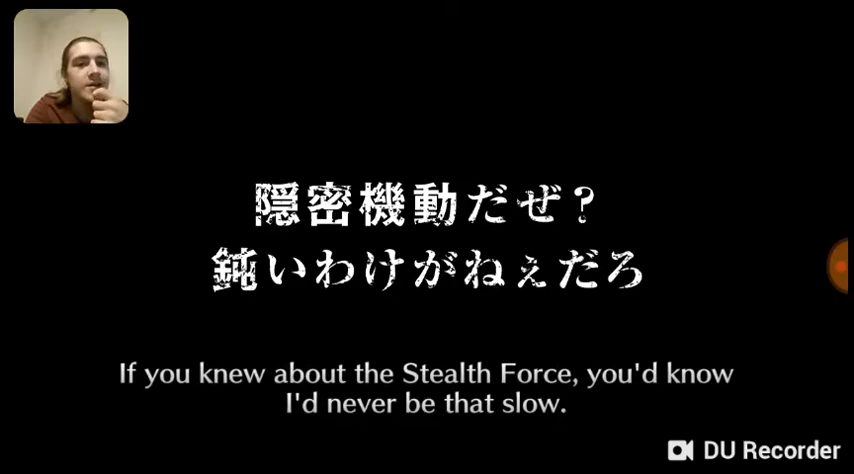 隠密機動だぜ?
鈍いわけがねぇだろ
If you knew about the Stealth Force, you'd know
I'd never be that slow.
DU Recorder